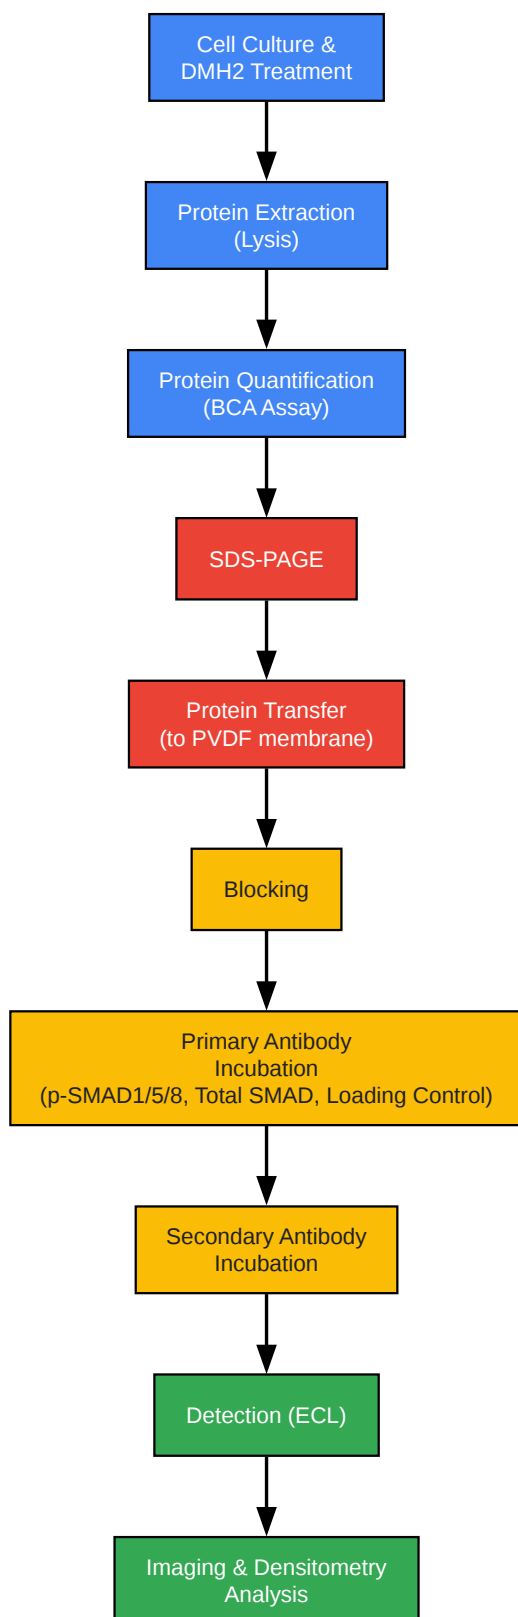 Cell Culture &
DMH2 Treatment
Protein Extraction
(Lysis)
Protein Quantification
(BCA Assay)
SDS-PAGE
Protein Transfer
(to PVDF membrane)
Blocking
Primary Antibody
Incubation
(p-SMAD1/5/8, Total SMAD, Loading Control)
Secondary Antibody
Incubation
Detection (ECL)
Imaging & Densitometry
Analysis